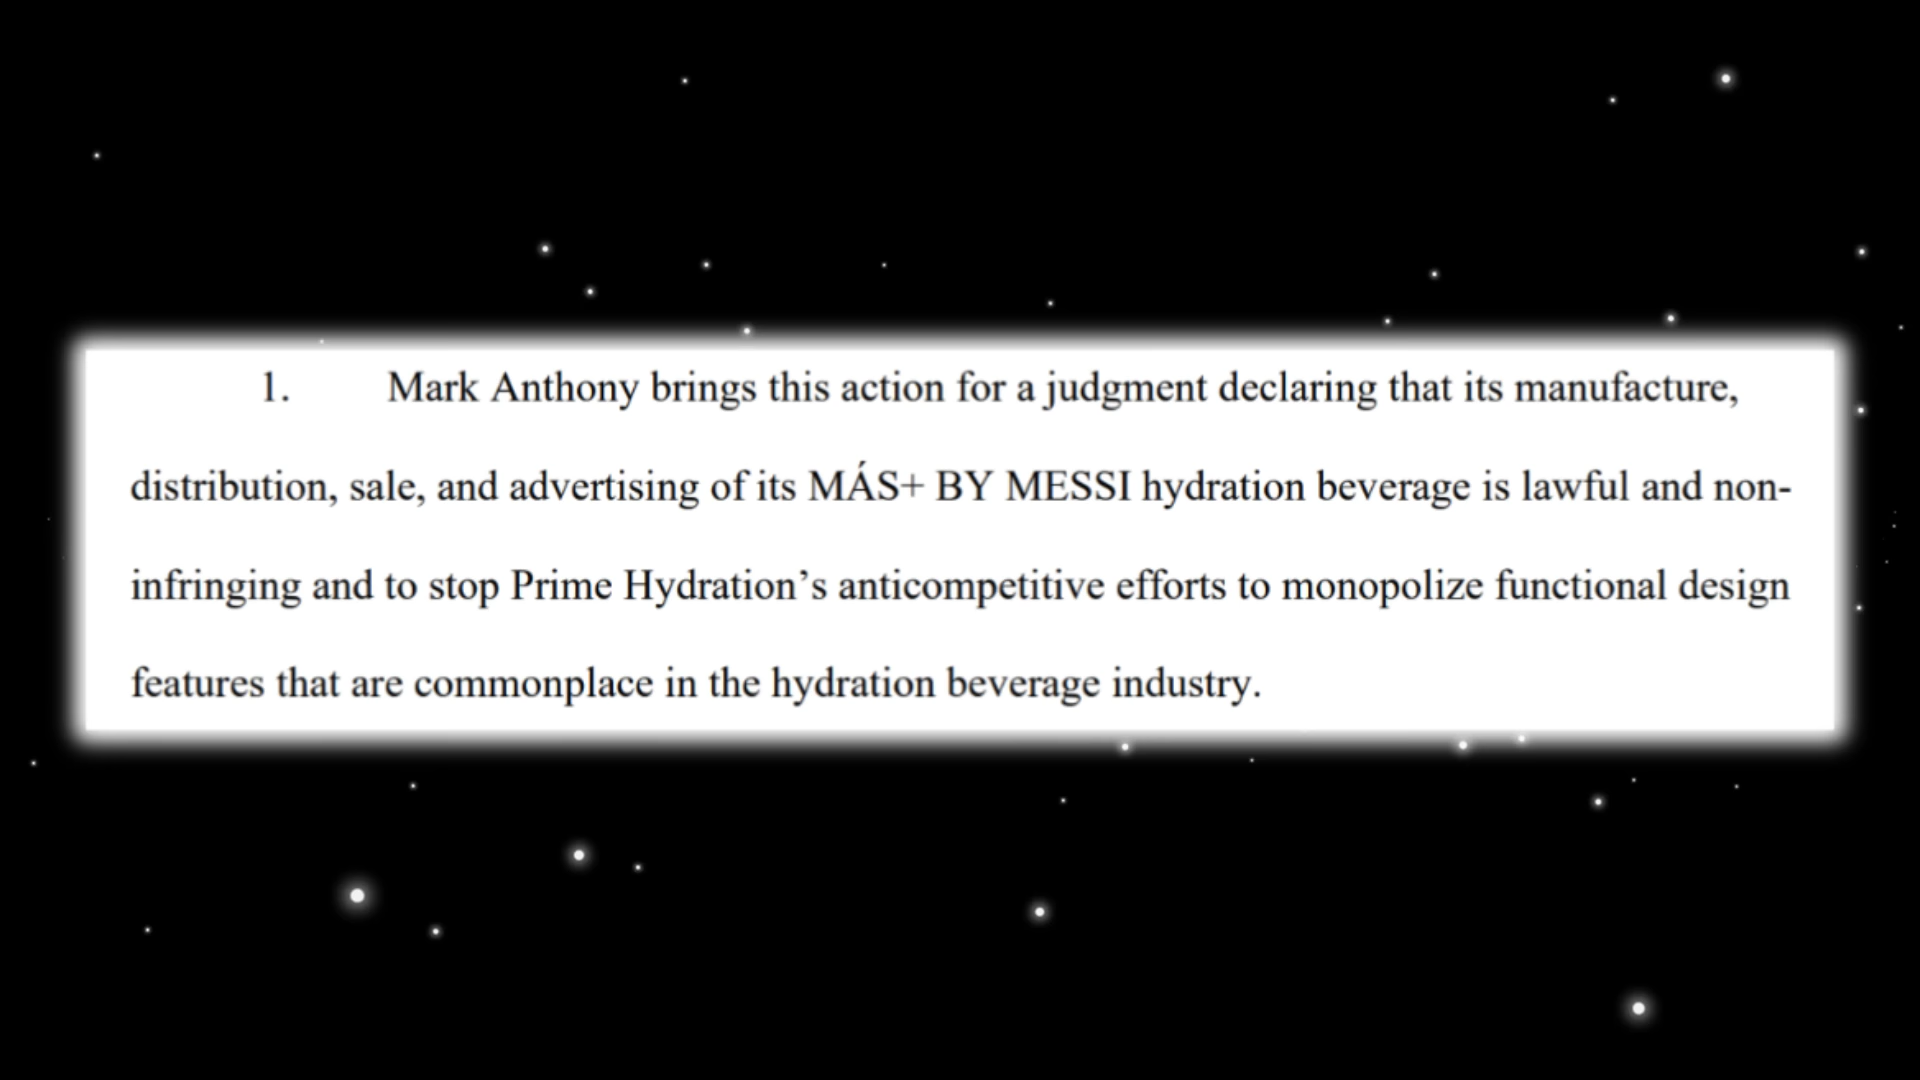 1. Mark Anthony brings this action for a judgment declaring that its manufacture,
distribution, sale, and advertising of its MÁS+ BY MESSI hydration beverage is lawful and non-
infringing and to stop Prime Hydration’s anticompetitive efforts to monopolize functional design
features that are commonplace in the hydration beverage industry.